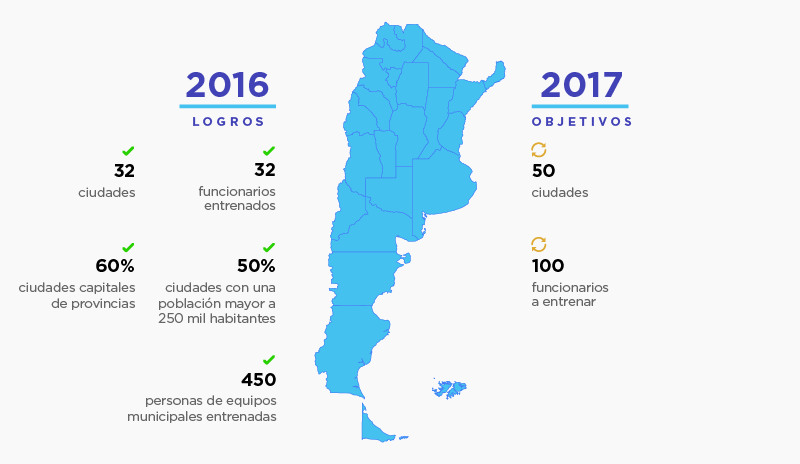 2016
LOGROS
32
ciudades
32
funcionarios
entrenados
60%
ciudades capitales
de provincias
50%
ciudades con una
población mayor a
250 mil habitantes
450
personas de equipos
municipales entrenadas
2017
OBJETIVOS
50
ciudades
100
funcionarios
a entrenar